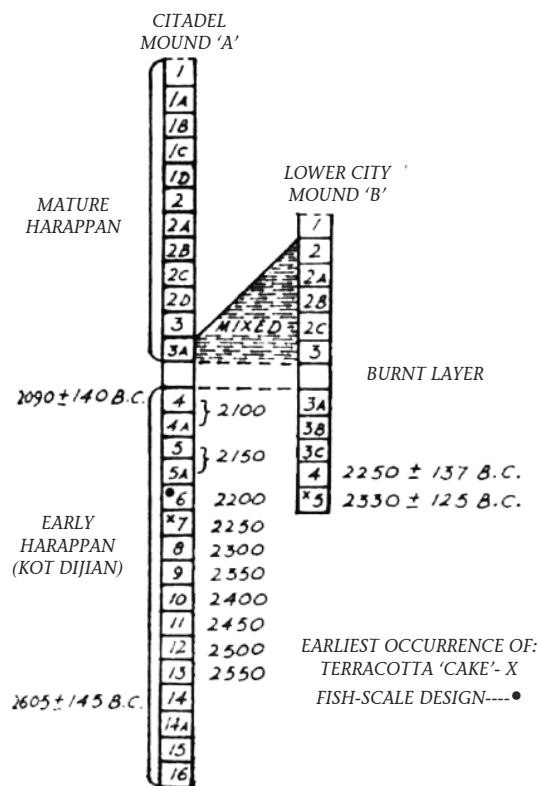 CITADEL
MOUND ‘A’
1
1A
1B
1C
1D
2
2A
2B
2C
2D
3
3A
MATURE
HARAPPAN
LOWER CITY '
MOUND ‘B’
1
2
2A
2B
2C
3
MIXED
BURNT LAYER
2090 ± 140 B.C.
4
4A
} 2100
5
5A
} 2150
•6 2200
x7 2250
8 2300
9 2350
10 2400
11 2450
12 2500
13 2550
14
14A
15
16
2605 ± 145 B.C.
EARLY
HARAPPAN
(KOT DIJIAN)
3A
3B
3C
4 2250 ± 137 B.C.
x5 2330 ± 125 B.C.
EARLIEST OCCURRENCE OF:
TERRACOTTA ‘CAKE’- X
FISH-SCALE DESIGN----•